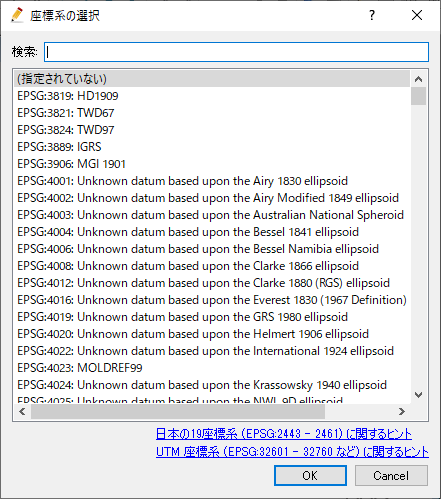 座標系の選択
検索:
(指定されていない)
EPSG:3819: HD1909
EPSG:3821: TWD67
EPSG:3824: TWD97
EPSG:3889: IGRS
EPSG:3906: MGI 1901
EPSG:4001: Unknown datum based upon the Airy 1830 ellipsoid
EPSG:4002: Unknown datum based upon the Airy Modified 1849 ellipsoid
EPSG:4003: Unknown datum based upon the Australian National Spheroid
EPSG:4004: Unknown datum based upon the Bessel 1841 ellipsoid
EPSG:4006: Unknown datum based upon the Bessel Namibia ellipsoid
EPSG:4008: Unknown datum based upon the Clarke 1866 ellipsoid
EPSG:4012: Unknown datum based upon the Clarke 1880 (RGS) ellipsoid
EPSG:4016: Unknown datum based upon the Everest 1830 (1967 Definition)
EPSG:4019: Unknown datum based upon the GRS 1980 ellipsoid
EPSG:4020: Unknown datum based upon the Helmert 1906 ellipsoid
EPSG:4022: Unknown datum based upon the International 1924 ellipsoid
EPSG:4023: MOLDREF99
EPSG:4024: Unknown datum based upon the Krassowsky 1940 ellipsoid
EPSG:4025: Unknown datum based upon the NWL 9D ellipsoid
日本の19座標系 (EPSG:2443 - 2461) に関するヒント
UTM 座標系 (EPSG:32601 - 32760 など) に関するヒント
OK Cancel